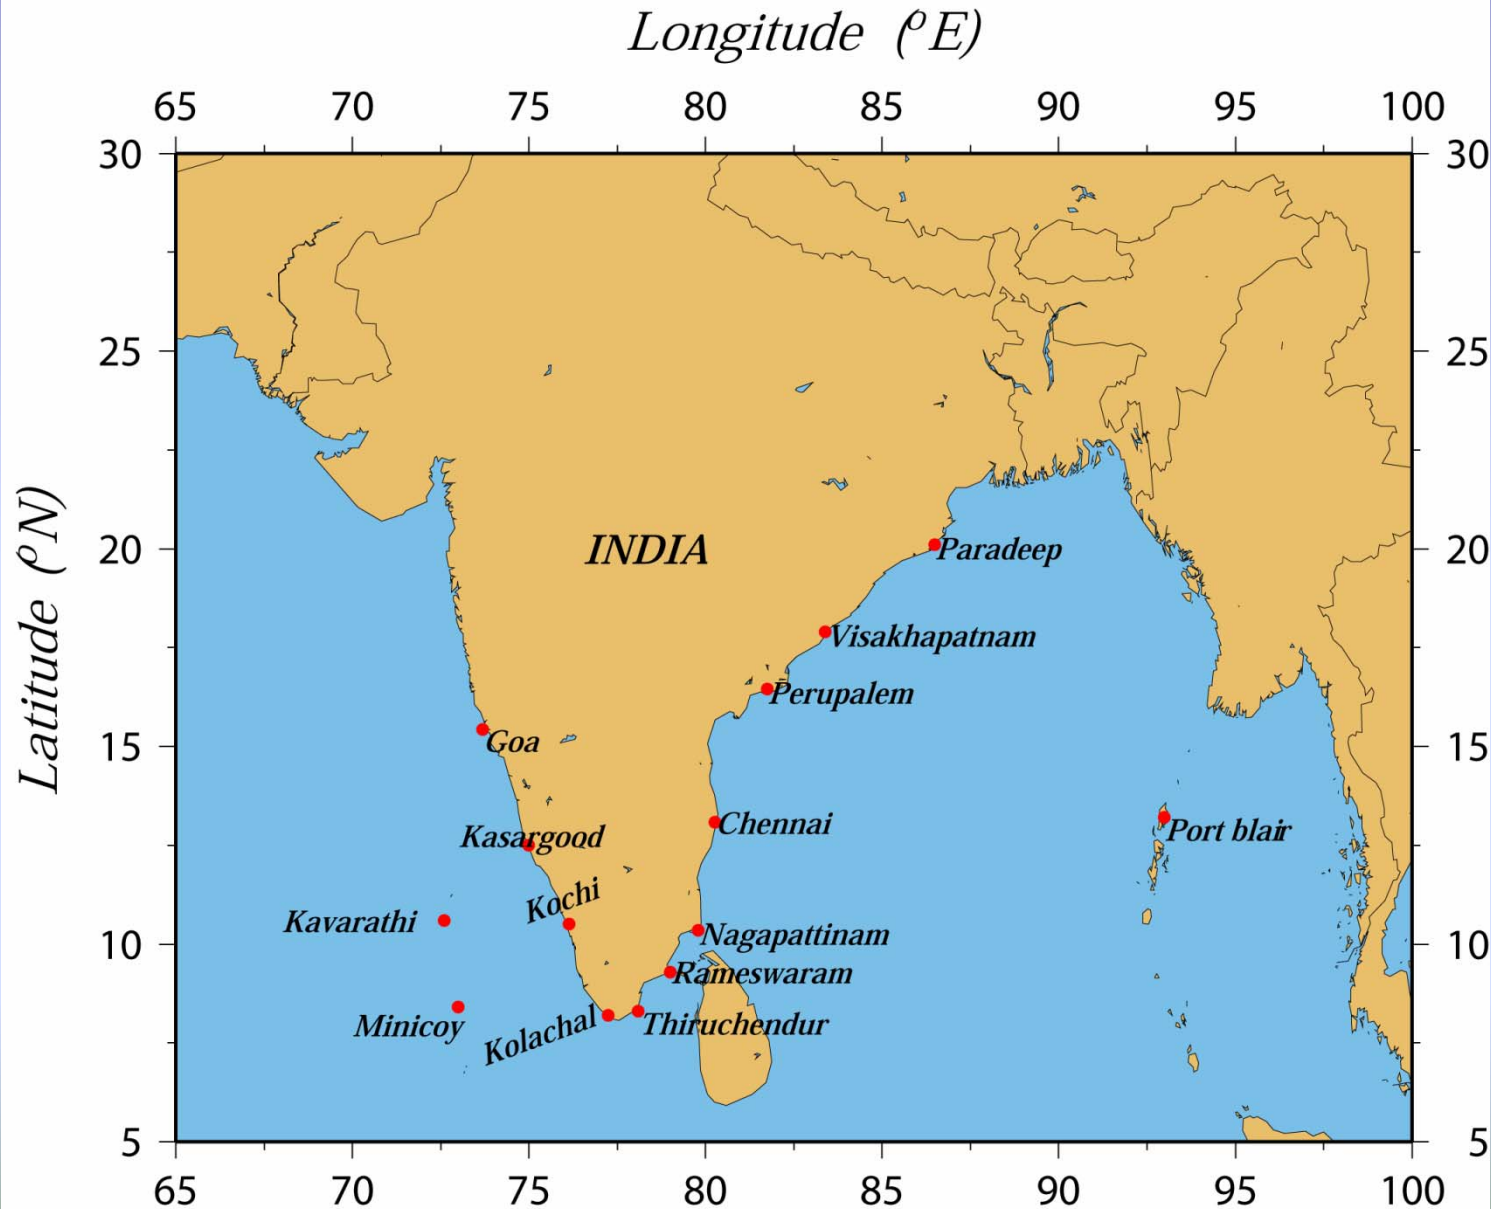 Longitude (°E)
65 70 75 80 85 90 95 100
30 30
25 25
INDIA
20 Paradeep 20
Visakhapatnam
Perupalem
Latitude (°N)
15 Goa 15
Chennai
Port blair
Kasargood
Kochi
Kavarathi
10 Nagapattinam 10
Rameswaram
Minicoy
Kolachal
Thiruchendur
5 5
65 70 75 80 85 90 95 100